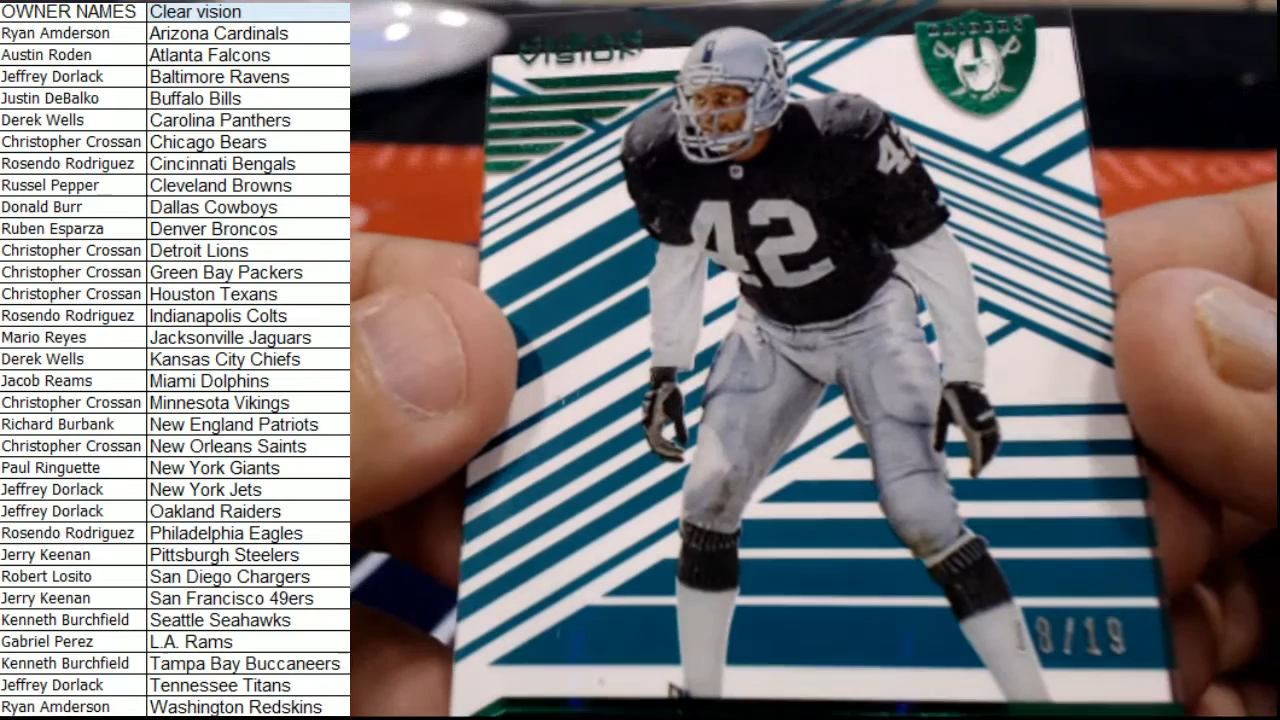 OWNER NAMES Clear vision
Ryan Amderson Arizona Cardinals
Austin Roden Atlanta Falcons
Jeffrey Dorlack Baltimore Ravens
Justin DeBalko Buffalo Bills
Derek Wells Carolina Panthers
Christopher Crossan Chicago Bears
Rosendo Rodriguez Cincinnati Bengals
Russel Pepper Cleveland Browns
Donald Burr Dallas Cowboys
Ruben Esparza Denver Broncos
Christopher Crossan Detroit Lions
Christopher Crossan Green Bay Packers
Christopher Crossan Houston Texans
Rosendo Rodriguez Indianapolis Colts
Mario Reyes Jacksonville Jaguars
Derek Wells Kansas City Chiefs
Jacob Reams Miami Dolphins
Christopher Crossan Minnesota Vikings
Richard Burbank New England Patriots
Christopher Crossan New Orleans Saints
Paul Ringuette New York Giants
Jeffrey Dorlack New York Jets
Jeffrey Dorlack Oakland Raiders
Rosendo Rodriguez Philadelphia Eagles
Jerry Keenan Pittsburgh Steelers
Robert Losito San Diego Chargers
Jerry Keenan San Francisco 49ers
Kenneth Burchfield Seattle Seahawks
Gabriel Perez L.A. Rams
Kenneth Burchfield Tampa Bay Buccaneers
Jeffrey Dorlack Tennessee Titans
Ryan Amderson Washington Redskins
VISION
RAIDERS
42
42